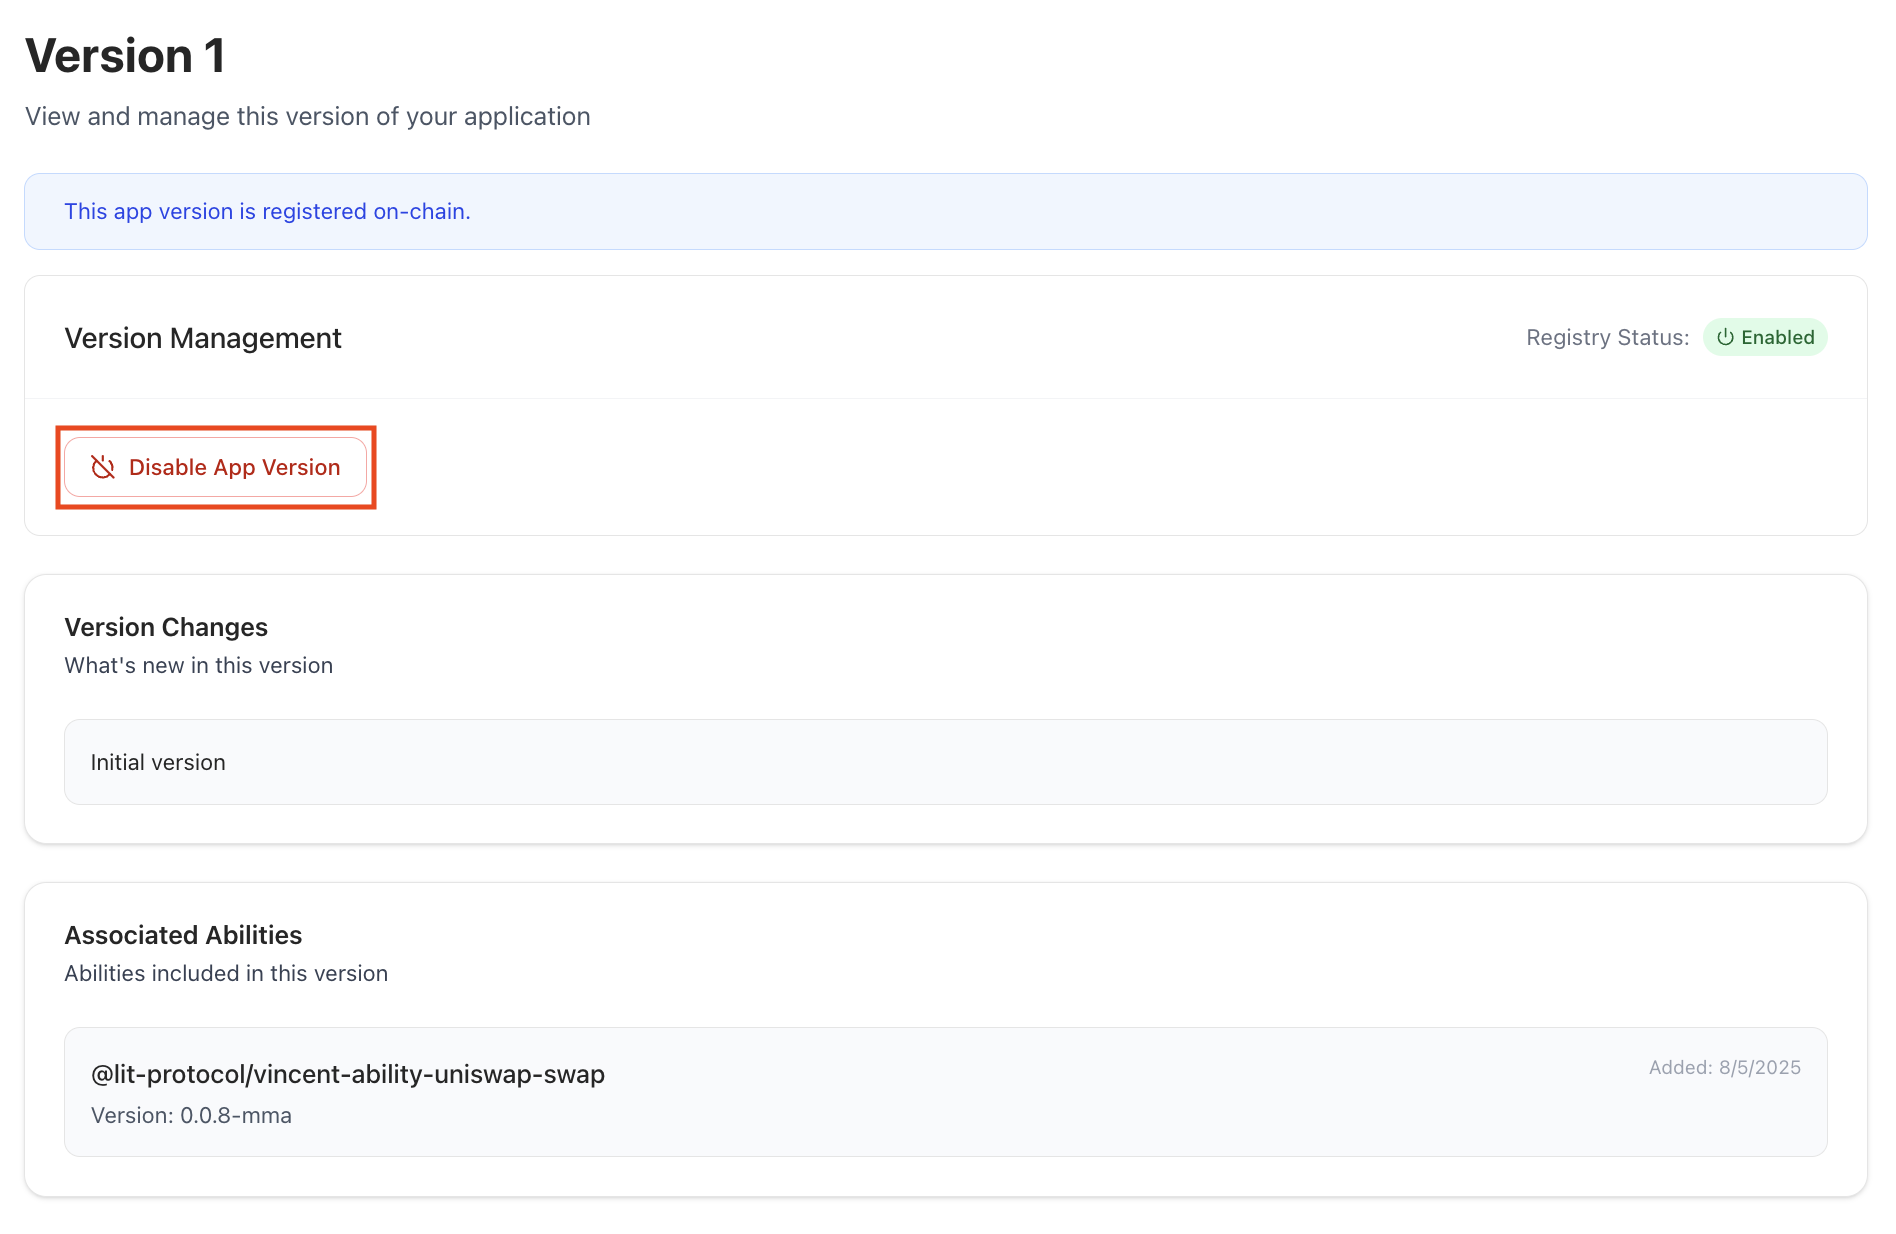 Version 1
View and manage this version of your application
This app version is registered on-chain.
Version Management
Registry Status: Enabled
Disable App Version
Version Changes
What's new in this version
Initial version
Associated Abilities
Abilities included in this version
@lit-protocol/vincent-ability-uniswap-swap
Added: 8/5/2025
Version: 0.0.8-mma